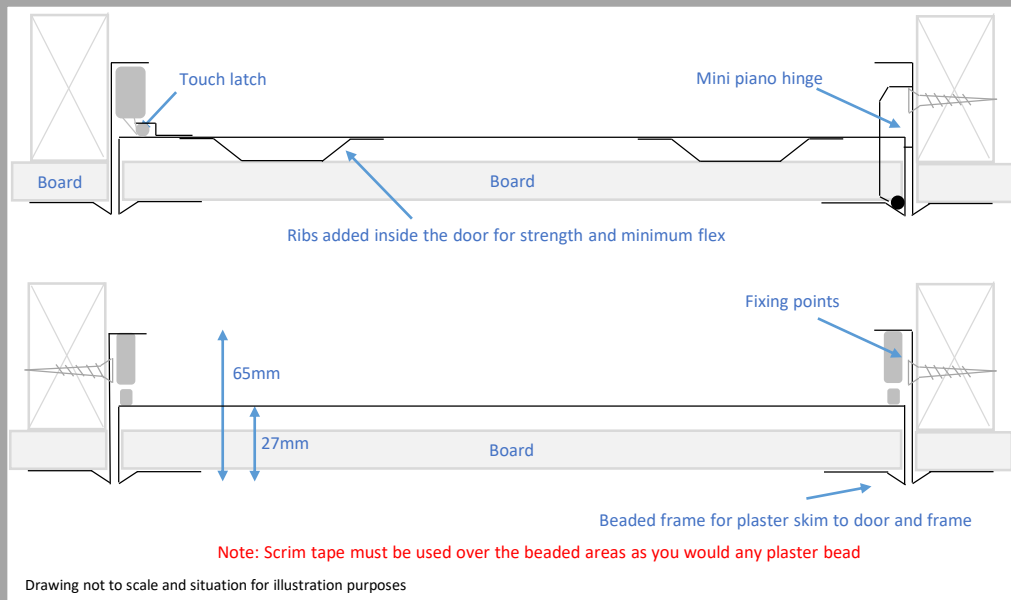 Touch latch
Mini piano hinge
Board
Board
Ribs added inside the door for strength and minimum flex
Fixing points
65mm
27mm
Board
Beaded frame for plaster skim to door and frame
Note: Scrim tape must be used over the beaded areas as you would any plaster bead
Drawing not to scale and situation for illustration purposes